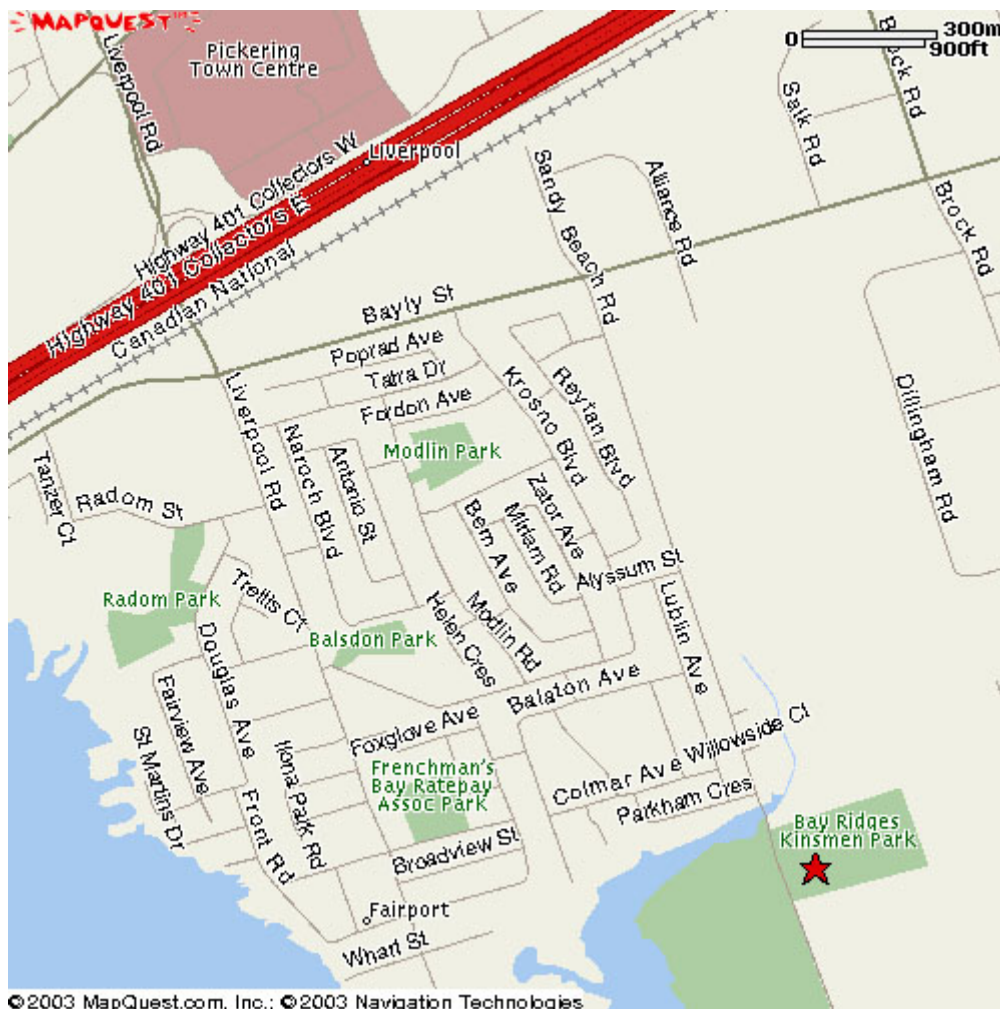 MAPQUEST
TM
Pickering
Town Centre
Liverpool Rd
0
300m
900ft
Brock Rd
Salk Rd
Liverpool
Sandy Beach Rd
Alliance Rd
Brock Rd
Highway 401 Collectors W
Highway 401 Collectors E
Canadian National
Bayly St
Poprad Ave
Tatra Dr
Fordon Ave
Krosno Blvd
Reytan Blvd
Dillingham Rd
Liverpool Rd
Naroch Blvd
Antonio St
Modlin Park
Tanzer Ct
Radom St
Zator Ave
Miriam Rd
Bem Ave
Alyssum St
Radom Park
Trellis Ct
Balsdon Park
Helen Cres
Modlin Rd
Lublin Ave
Douglas Ave
Fairview Ave
St Martins Dr
Foxglove Ave
Balaton Ave
Ilona Park Rd
Frenchman's
Bay Ratepay
Assoc Park
Colmar Ave
Willowside Ct
Parkham Cres
Front Rd
Broadview St
Bay Ridges
Kinsmen Park
Fairport
Wharf St
©2003 MapQuest.com, Inc.; ©2003 Navigation Technologies